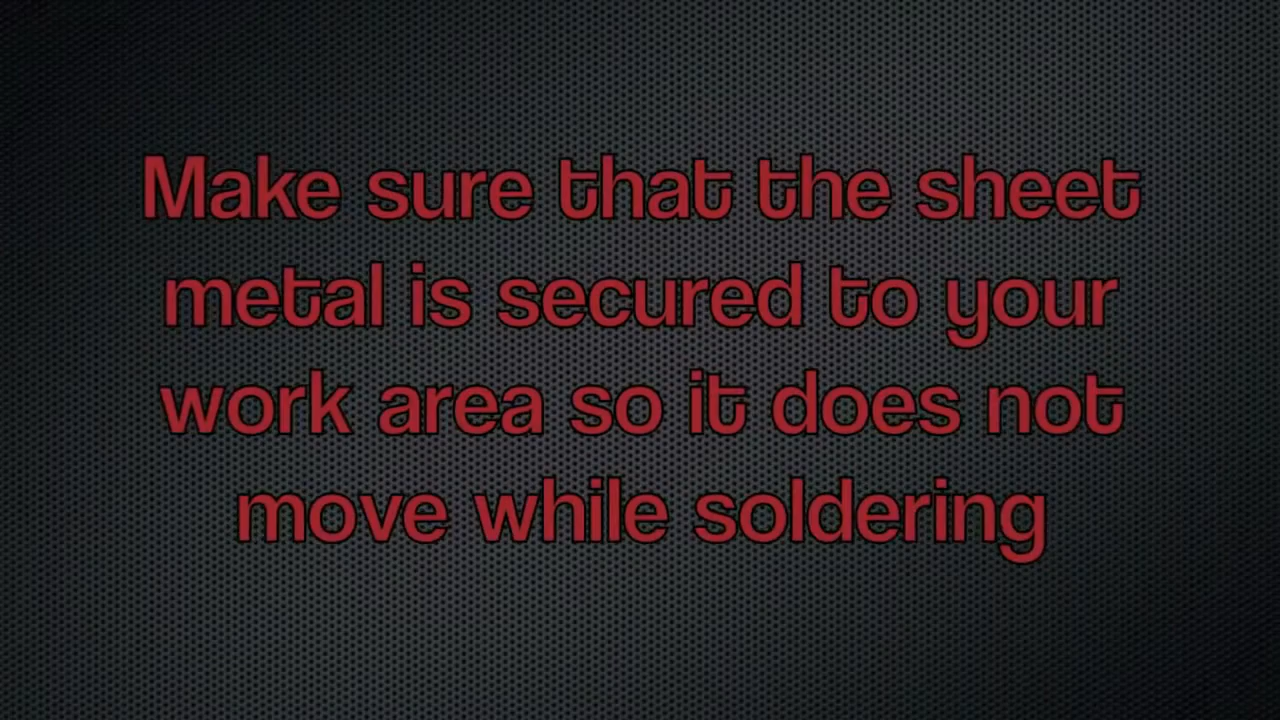 Make sure that the sheet
metal is secured to your
work area so it does not
move while soldering